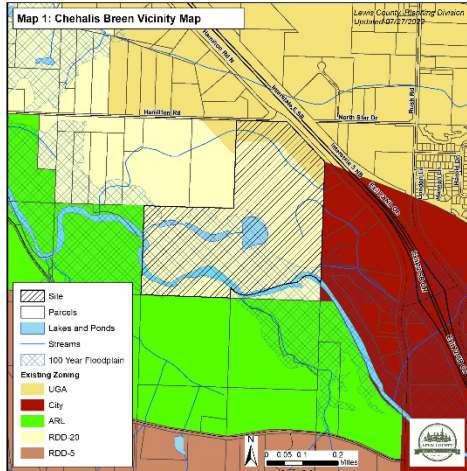 Map 1: Chehalis Breen Vicinity Map
Lewis County Planning Division
Updated 07/27/2022
Hamilton Rd N
Interstate 5 SB
Rush Rd
Hamilton Rd
North Star Dr
Interstate 5 NB
Site
Parcels
Lakes and Ponds
Streams
100 Year Floodplain
Existing Zoning
UGA
City
ARL
RDD-20
RDD-5
N
0 0.05 0.1 0.2
Miles
LEWIS COUNTY